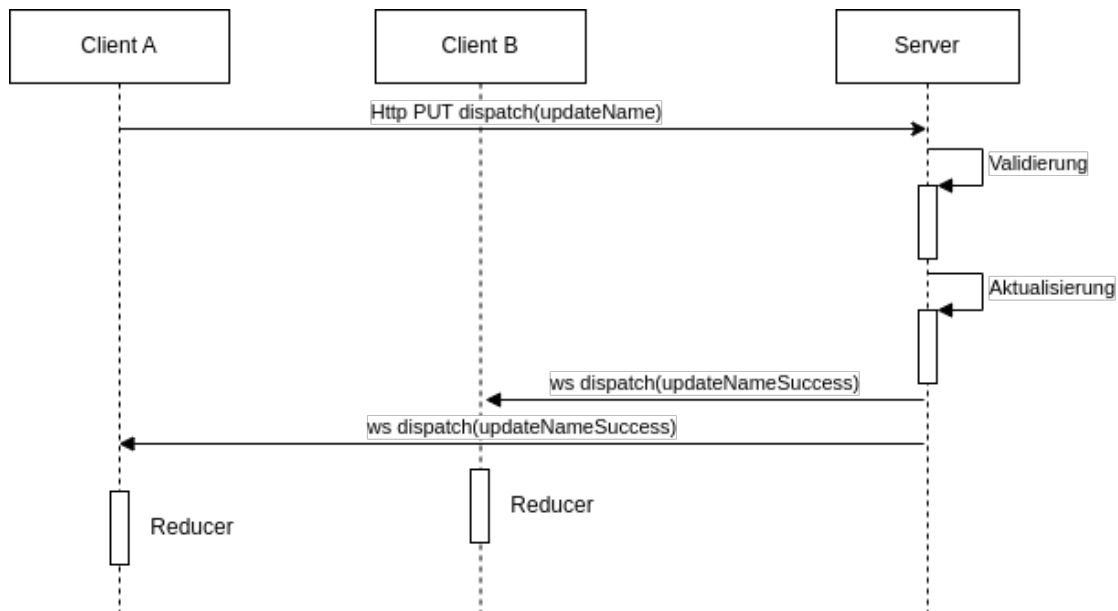 Client A
Client B
Server
Http PUT dispatch(updateName)
Validierung
Aktualisierung
ws dispatch(updateNameSuccess)
ws dispatch(updateNameSuccess)
Reducer
Reducer